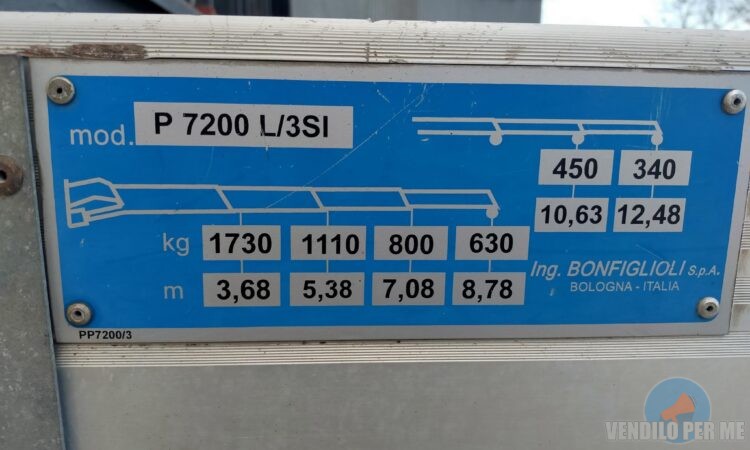 mod. P 7200 L/3SI
450 340
10,63 12,48
kg 1730 1110 800 630
m 3,68 5,38 7,08 8,78
Ing. BONFIGLIOLI S.p.A.
BOLOGNA - ITALIA
PP7200/3
VENDILO PER ME